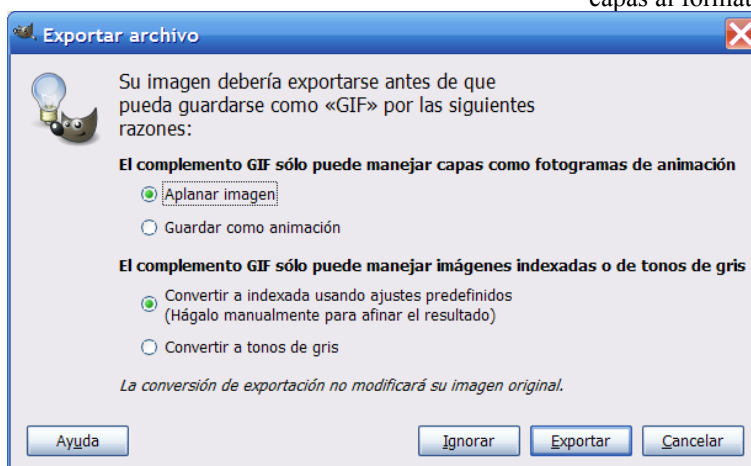 capas al format
Exportar archivo
Su imagen debería exportarse antes de que
pueda guardarse como «GIF» por las siguientes
razones:
El complemento GIF sólo puede manejar capas como fotogramas de animación
Aplanar imagen
Guardar como animación
El complemento GIF sólo puede manejar imágenes indexadas o de tonos de gris
Convertir a indexada usando ajustes predefinidos
(Hágalo manualmente para afinar el resultado)
Convertir a tonos de gris
La conversión de exportación no modificará su imagen original.
Ayuda Ignorar Exportar Cancelar